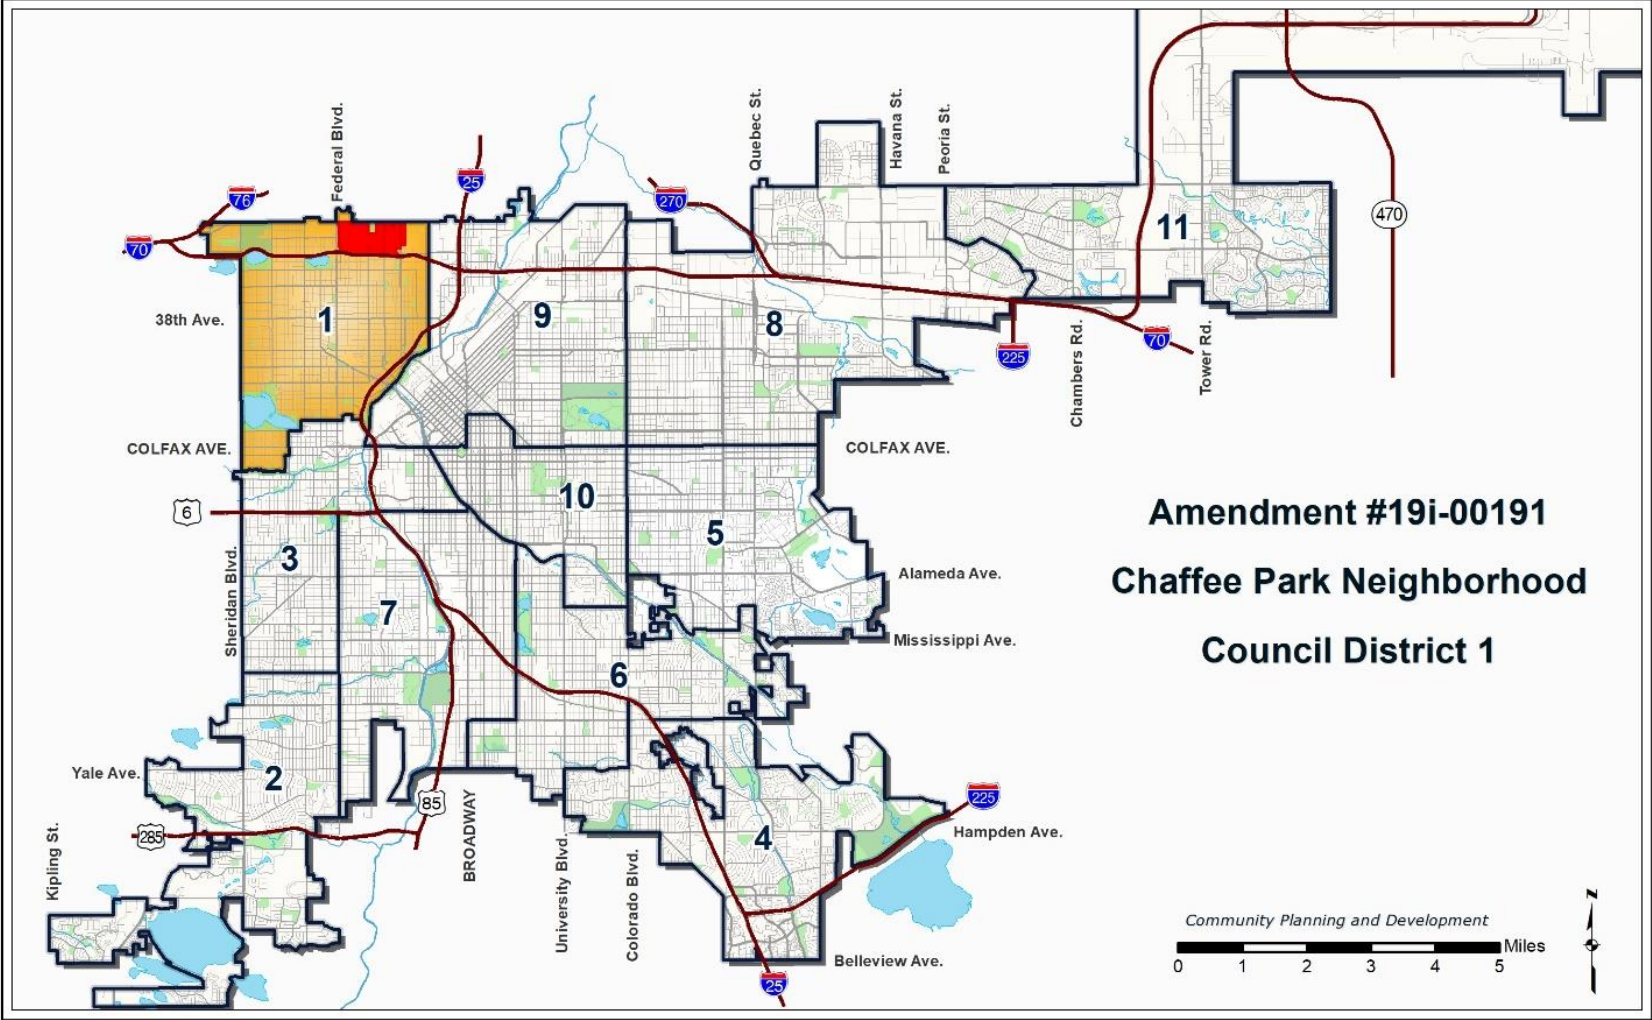 Federal Blvd.
Quebec St.
Havana St.
Peoria St.
76
25
270
70
11
470
38th Ave.
1
9
8
225
Chambers Rd.
70
Tower Rd.
COLFAX AVE.
COLFAX AVE.
10
6
5
3
Sheridan Blvd.
Alameda Ave.
7
Mississippi Ave.
6
Amendment #19i-00191
Chaffee Park Neighborhood
Council District 1
Yale Ave.
2
85
225
285
4
Hampden Ave.
Kipling St.
BROADWAY
University Blvd.
Colorado Blvd.
Belleview Ave.
25
Community Planning and Development
Miles
0 1 2 3 4 5
N